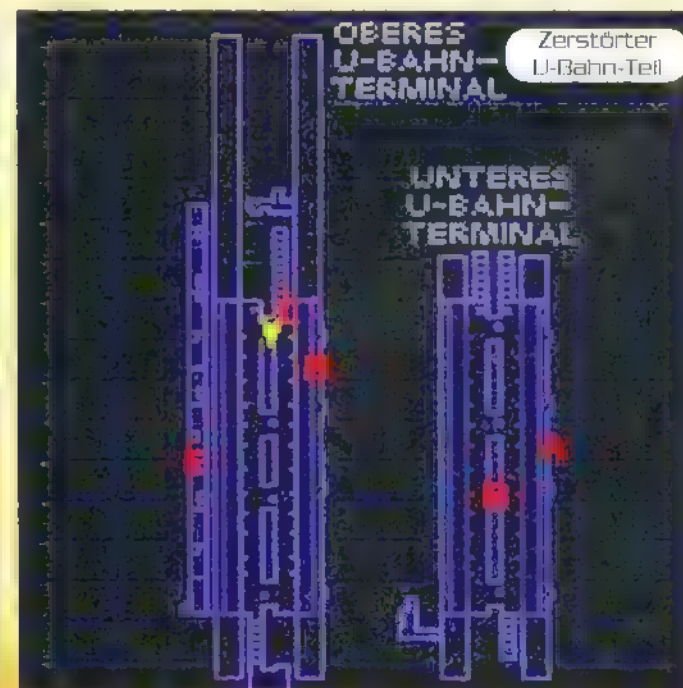 OBERES
U-BAHN-
TERMINAL
Zerstörter
U-Bahn-Teil
UNTERES
U-BAHN-
TERMINAL